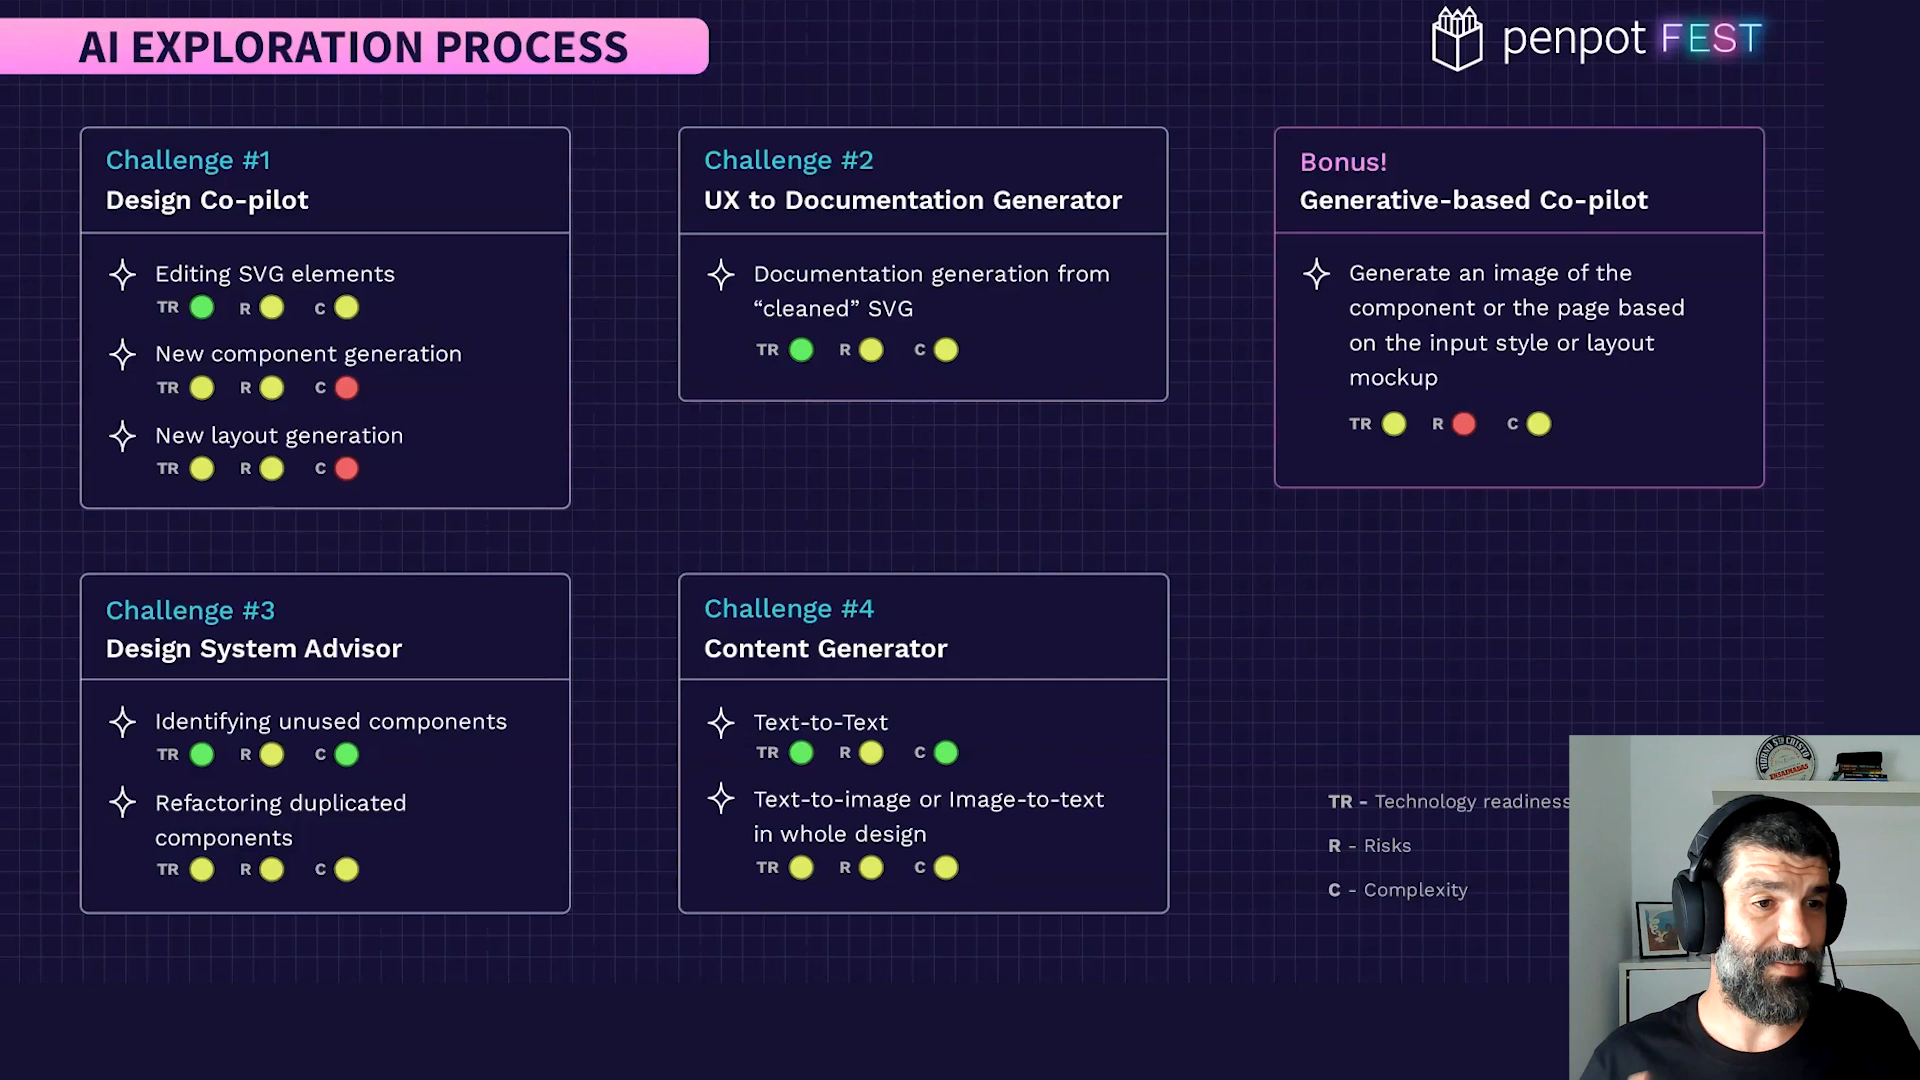 AI EXPLORATION PROCESS
penpot FEST
Challenge #1
Design Co-pilot
Editing SVG elements
TR R C
New component generation
TR R C
New layout generation
TR R C
Challenge #2
UX to Documentation Generator
Documentation generation from
“cleaned” SVG
TR R C
Bonus!
Generative-based Co-pilot
Generate an image of the
component or the page based
on the input style or layout
mockup
TR R C
Challenge #3
Design System Advisor
Identifying unused components
TR R C
Refactoring duplicated
components
TR R C
Challenge #4
Content Generator
Text-to-Text
TR R C
Text-to-image or Image-to-text
in whole design
TR R C
TR - Technology readiness
R - Risks
C - Complexity